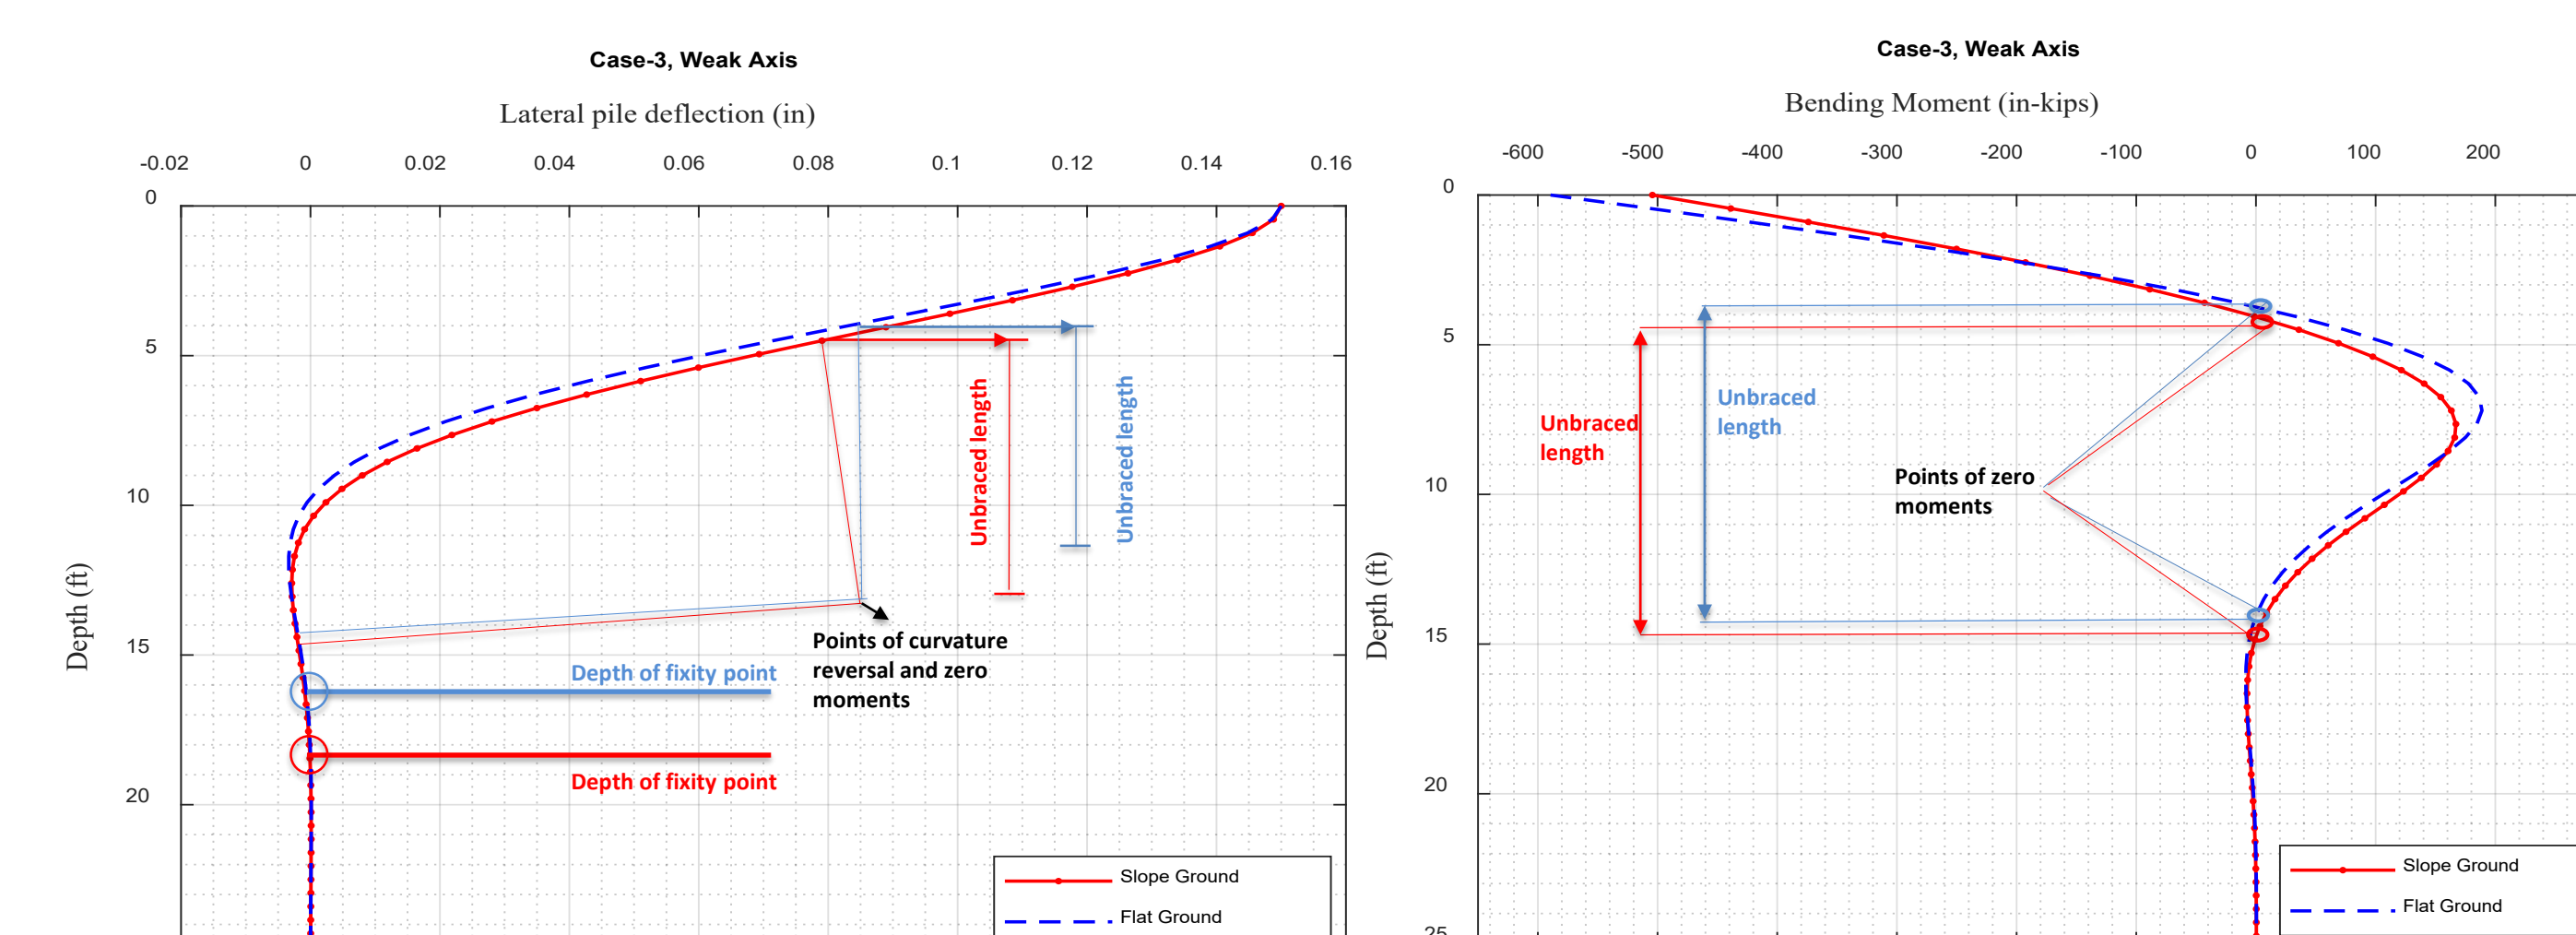 Case-3, Weak Axis
Lateral pile deflection (in)
-0.02 0 0.02 0.04 0.06 0.08 0.1 0.12 0.14 0.16
0
5
10
15
20
Depth (ft)
Unbraced length
Unbraced length
Points of curvature
reversal and zero
moments
Depth of fixity point
Depth of fixity point
Slope Ground
Flat Ground
Case-3, Weak Axis
Bending Moment (in-kips)
-600 -500 -400 -300 -200 -100 0 100 200
0
5
10
15
20
25
Depth (ft)
Unbraced
length
Unbraced
length
Points of zero
moments
Slope Ground
Flat Ground